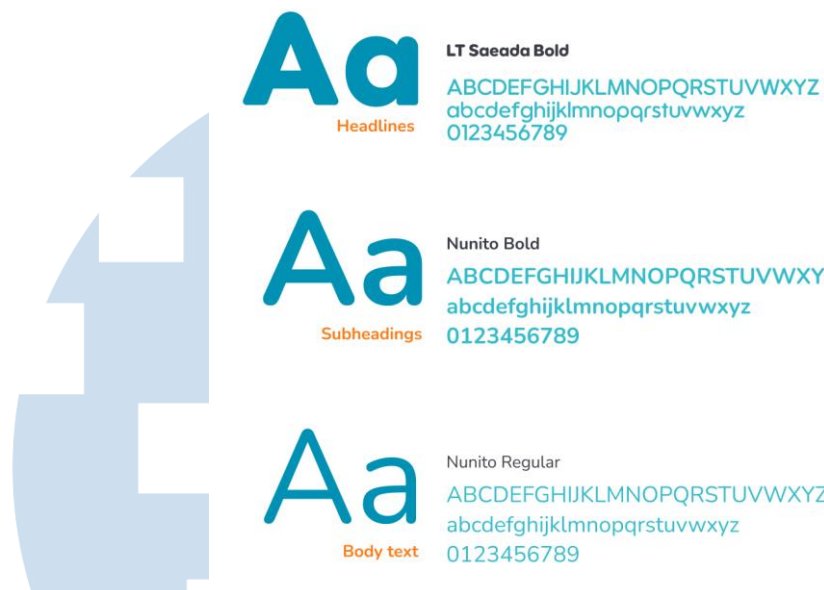 Aa
Headlines
LT Saeada Bold
ABCDEFGHIJKLMNOPQRSTUVWXYZ
abcdefghijklmnopqrstuvwxyz
0123456789
Aa
Subheadings
Nunito Bold
ABCDEFGHIJKLMNOPQRSTUVWXY
abcdefghijklmnopqrstuvwxyz
0123456789
Aa
Body text
Nunito Regular
ABCDEFGHIJKLMNOPQRSTUVWXYZ
abcdefghijklmnopqrstuvwxyz
0123456789